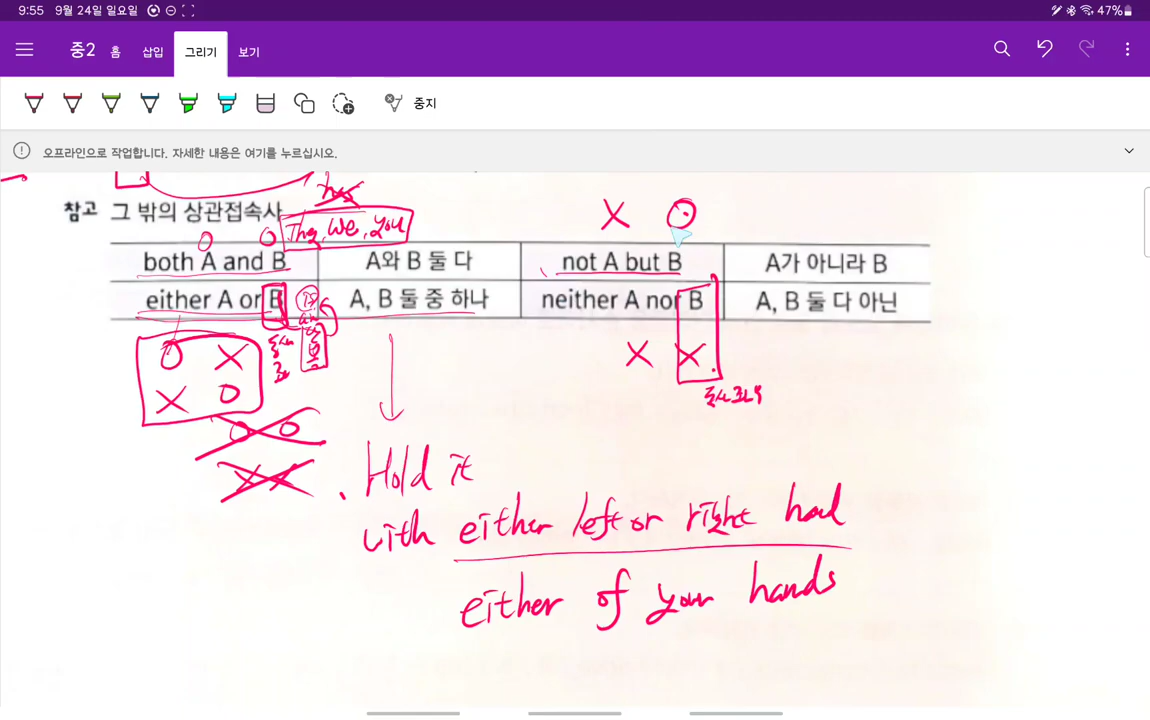 9:55 9월 24일 일요일 47%
중2 홈 삽입 그리기 보기
중지
오프라인으로 작업합니다. 자세한 내용은 여기를 누르십시오.
has
참고 그 밖의 상관접속사
They, We, You
X O
O O
both A and B A와 B 둘 다 not A but B A가 아니라 B
either A or B A, B 둘 중 하나 neither A nor B A, B 둘 다 아닌
동사
O X
X O
X X
동사
O O
X X
Hold it
with either left or right hand
either of your hands